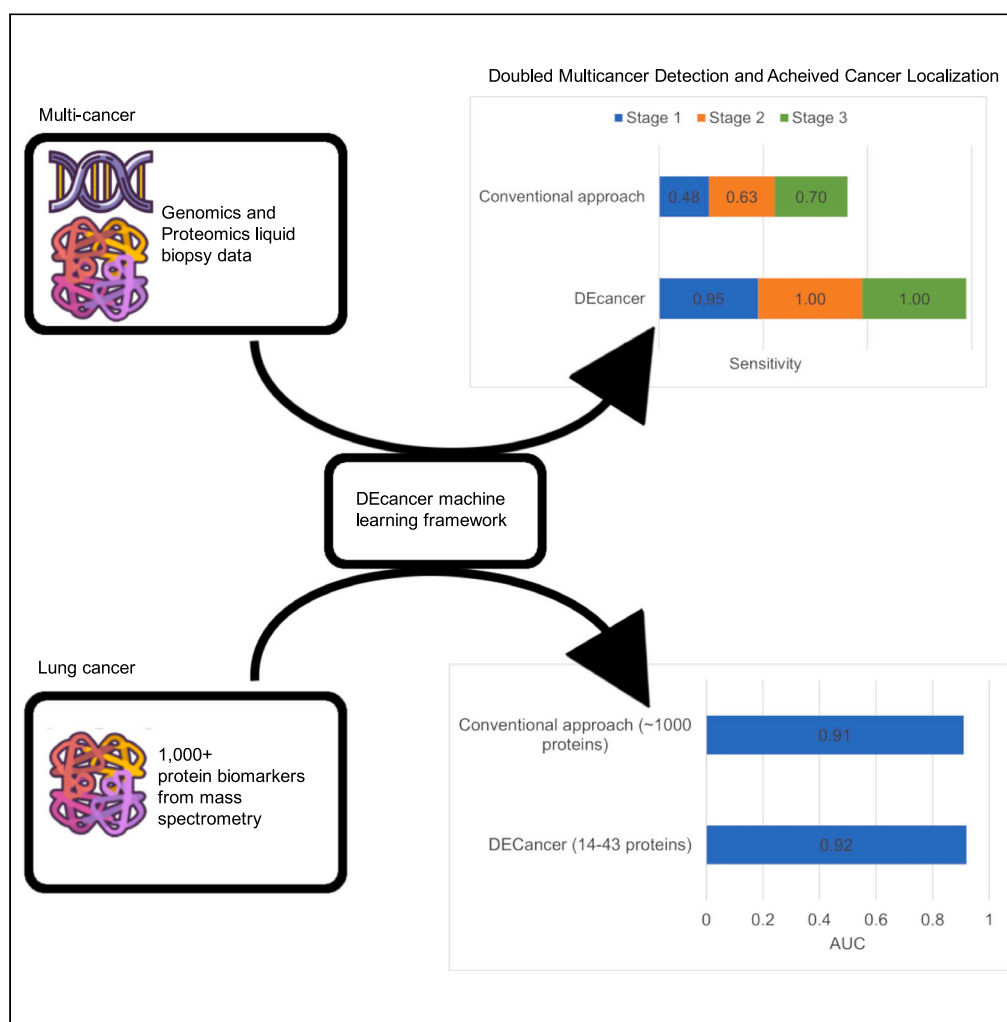 Doubled Multicancer Detection and Acheived Cancer Localization
Multi-cancer
Genomics and
Proteomics liquid
biopsy data
Stage 1 Stage 2 Stage 3
Conventional approach
0.48 0.63 0.70
DEcancer
0.95 1.00 1.00
Sensitivity
DEcancer machine
learning framework
Lung cancer
1,000+
protein biomarkers
from mass
spectrometry
Conventional approach (~1000
proteins)
0.91
DECancer (14-43 proteins)
0.92
0 0.2 0.4 0.6 0.8 1
AUC